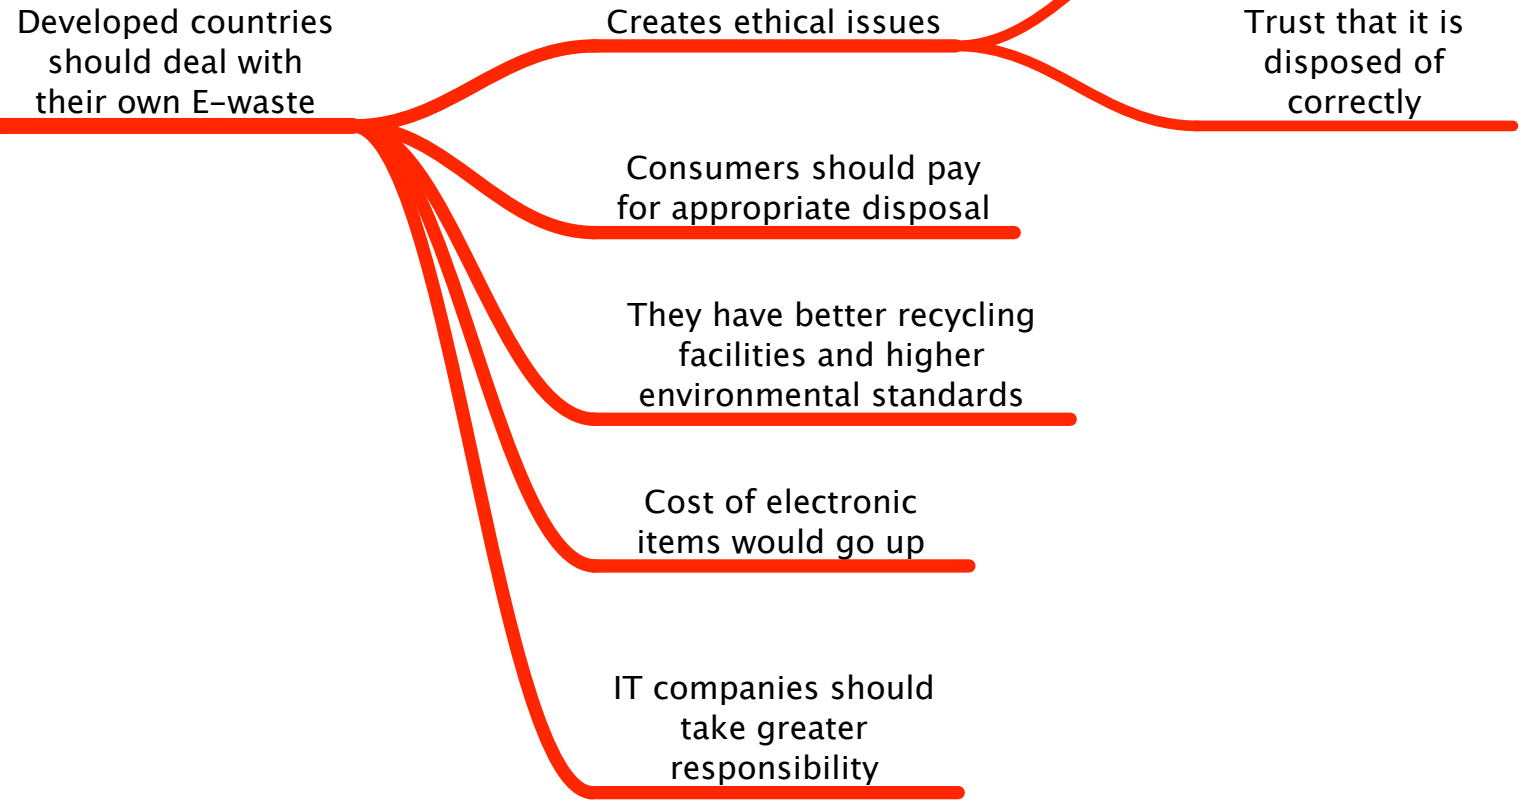 Developed countries
should deal with
their own E-waste
Creates ethical issues
Trust that it is
disposed of
correctly
Consumers should pay
for appropriate disposal
They have better recycling
facilities and higher
environmental standards
Cost of electronic
items would go up
IT companies should
take greater
responsibility